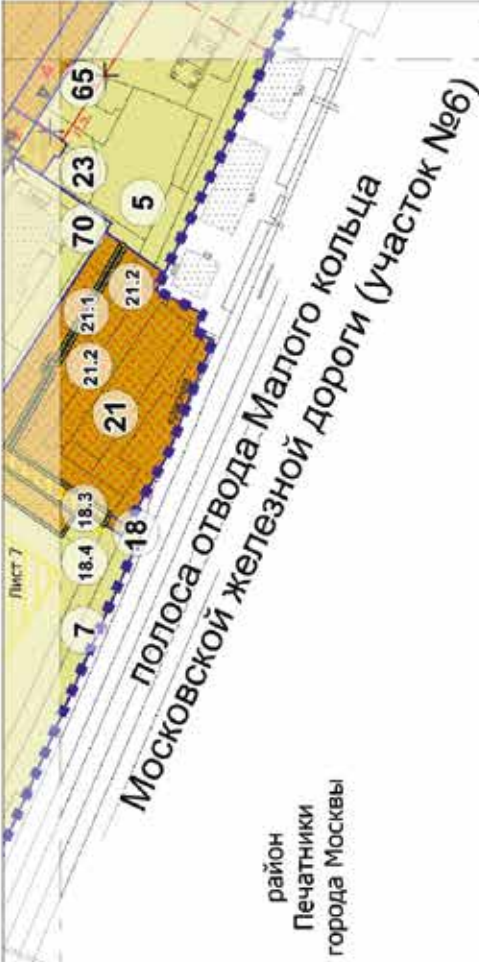 Лист 7
7
18.4
18.3
21.2
21.1
70
23
65
21
21.2
5
18
полоса отвода Малого кольца
Московской железной дороги (участок №6)
район
Печатники
города Москвы